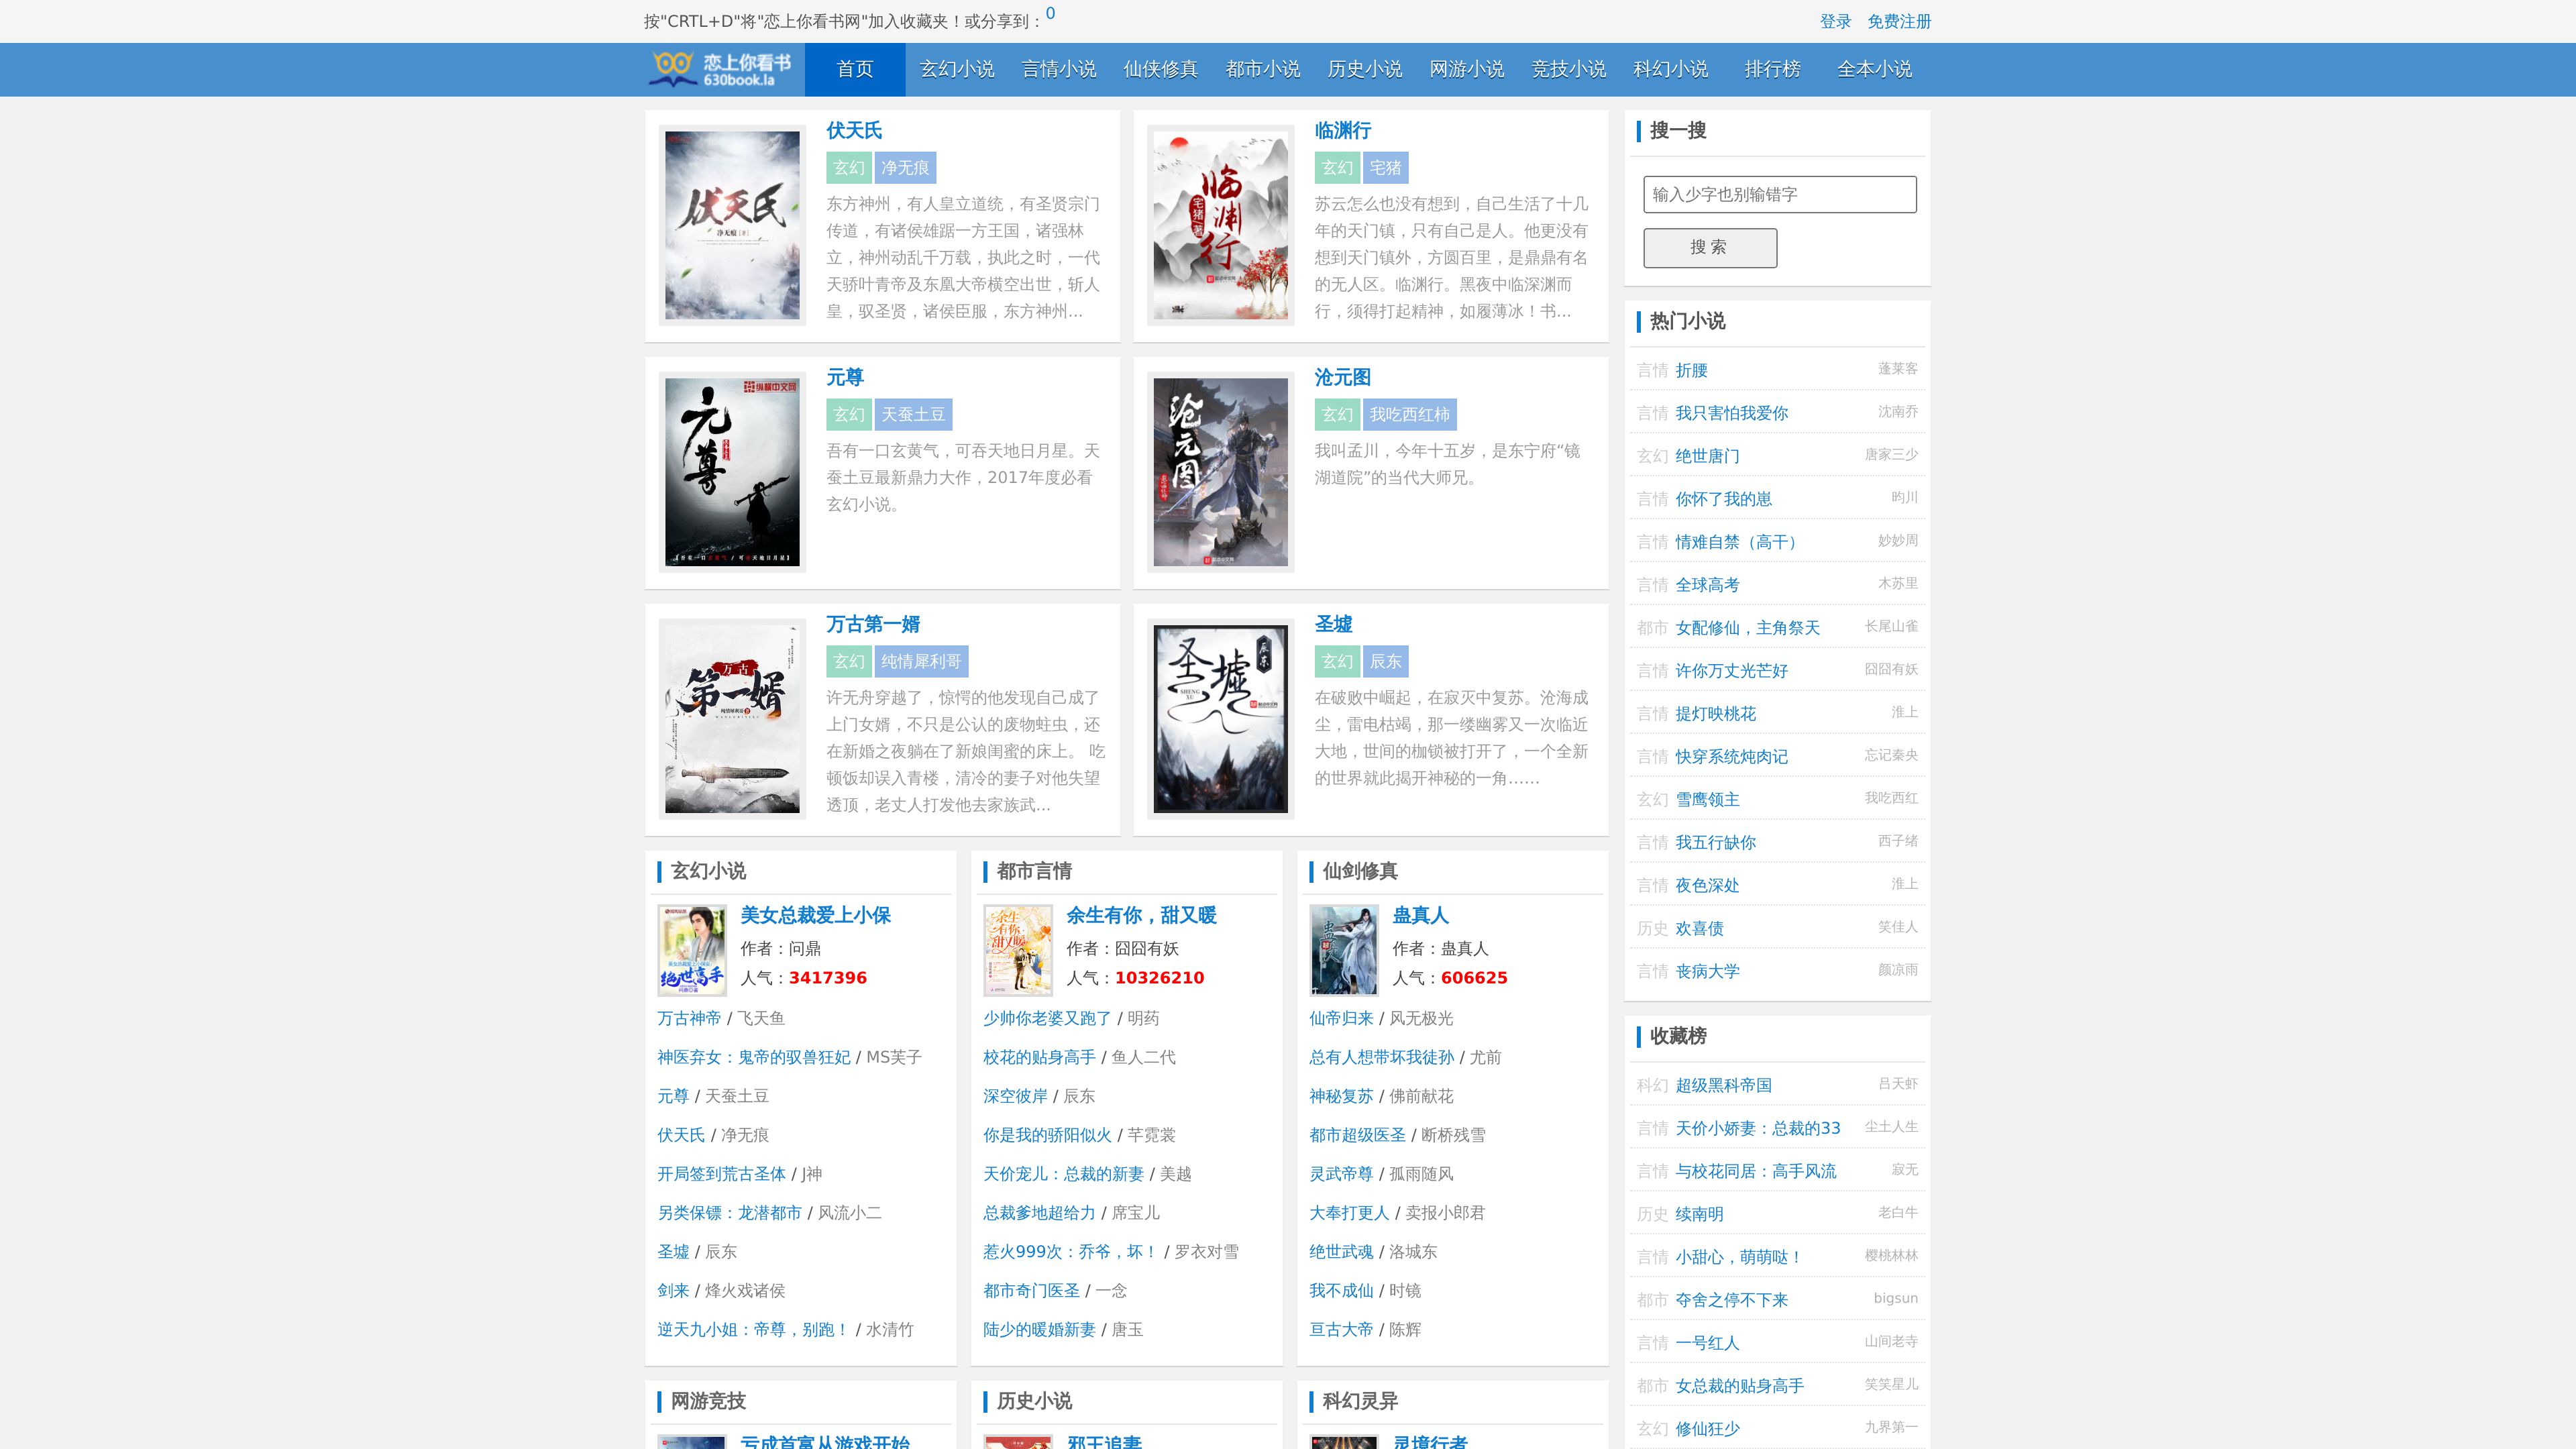 按"CRTL+D"将"恋上你看书网"加入收藏夹！或分享到：0
登录 免费注册
恋上你看书
630book.la
首页 玄幻小说 言情小说 仙侠修真 都市小说 历史小说 网游小说 竞技小说 科幻小说 排行榜 全本小说
伏天氏
净无痕
伏天氏
玄幻 净无痕
东方神州，有人皇立道统，有圣贤宗门
传道，有诸侯雄踞一方王国，诸强林
立，神州动乱千万载，执此之时，一代
天骄叶青帝及东凰大帝横空出世，斩人
皇，驭圣贤，诸侯臣服，东方神州...
临渊行
宅猪著
临渊行
玄幻 宅猪
苏云怎么也没有想到，自己生活了十几
年的天门镇，只有自己是人。他更没有
想到天门镇外，方圆百里，是鼎鼎有名
的无人区。临渊行。黑夜中临深渊而
行，须得打起精神，如履薄冰！书...
纵横中文网
元尊
元尊
玄幻 天蚕土豆
吾有一口玄黄气，可吞天地日月星。天
蚕土豆最新鼎力大作，2017年度必看
玄幻小说。
沧元图
沧元图
玄幻 我吃西红柿
我叫孟川，今年十五岁，是东宁府“镜
湖道院”的当代大师兄。
万古
第一婿
万古第一婿
玄幻 纯情犀利哥
许无舟穿越了，惊愕的他发现自己成了
上门女婿，不只是公认的废物蛀虫，还
在新婚之夜躺在了新娘闺蜜的床上。 吃
顿饭却误入青楼，清冷的妻子对他失望
透顶，老丈人打发他去家族武...
圣墟
SHENG XU
辰东
圣墟
玄幻 辰东
在破败中崛起，在寂灭中复苏。沧海成
尘，雷电枯竭，那一缕幽雾又一次临近
大地，世间的枷锁被打开了，一个全新
的世界就此揭开神秘的一角……
玄幻小说
绝世高手
美女总裁爱上小保
作者：问鼎
人气：3417396
万古神帝 / 飞天鱼
神医弃女：鬼帝的驭兽狂妃 / MS芙子
元尊 / 天蚕土豆
伏天氏 / 净无痕
开局签到荒古圣体 / J神
另类保镖：龙潜都市 / 风流小二
圣墟 / 辰东
剑来 / 烽火戏诸侯
逆天九小姐：帝尊，别跑！ / 水清竹
都市言情
余生有你甜又暖
余生有你，甜又暖
作者：囧囧有妖
人气：10326210
少帅你老婆又跑了 / 明药
校花的贴身高手 / 鱼人二代
深空彼岸 / 辰东
你是我的骄阳似火 / 芊霓裳
天价宠儿：总裁的新妻 / 美越
总裁爹地超给力 / 席宝儿
惹火999次：乔爷，坏！ / 罗衣对雪
都市奇门医圣 / 一念
陆少的暖婚新妻 / 唐玉
仙剑修真
蛊真人
作者：蛊真人
人气：606625
仙帝归来 / 风无极光
总有人想带坏我徒孙 / 尤前
神秘复苏 / 佛前献花
都市超级医圣 / 断桥残雪
灵武帝尊 / 孤雨随风
大奉打更人 / 卖报小郎君
绝世武魂 / 洛城东
我不成仙 / 时镜
亘古大帝 / 陈辉
网游竞技
亏成首富从游戏开始
历史小说
邪王追妻
科幻灵异
灵境行者
搜一搜
输入少字也别输错字
搜 索
热门小说
言情 折腰 蓬莱客
言情 我只害怕我爱你 沈南乔
玄幻 绝世唐门 唐家三少
言情 你怀了我的崽 昀川
言情 情难自禁（高干） 妙妙周
言情 全球高考 木苏里
都市 女配修仙，主角祭天 长尾山雀
言情 许你万丈光芒好 囧囧有妖
言情 提灯映桃花 淮上
言情 快穿系统炖肉记 忘记秦央
玄幻 雪鹰领主 我吃西红
言情 我五行缺你 西子绪
言情 夜色深处 淮上
历史 欢喜债 笑佳人
言情 丧病大学 颜凉雨
收藏榜
科幻 超级黑科帝国 吕天虾
言情 天价小娇妻：总裁的33 尘土人生
言情 与校花同居：高手风流 寂无
历史 续南明 老白牛
言情 小甜心，萌萌哒！ 樱桃林林
都市 夺舍之停不下来 bigsun
言情 一号红人 山间老寺
都市 女总裁的贴身高手 笑笑星儿
玄幻 修仙狂少 九界第一